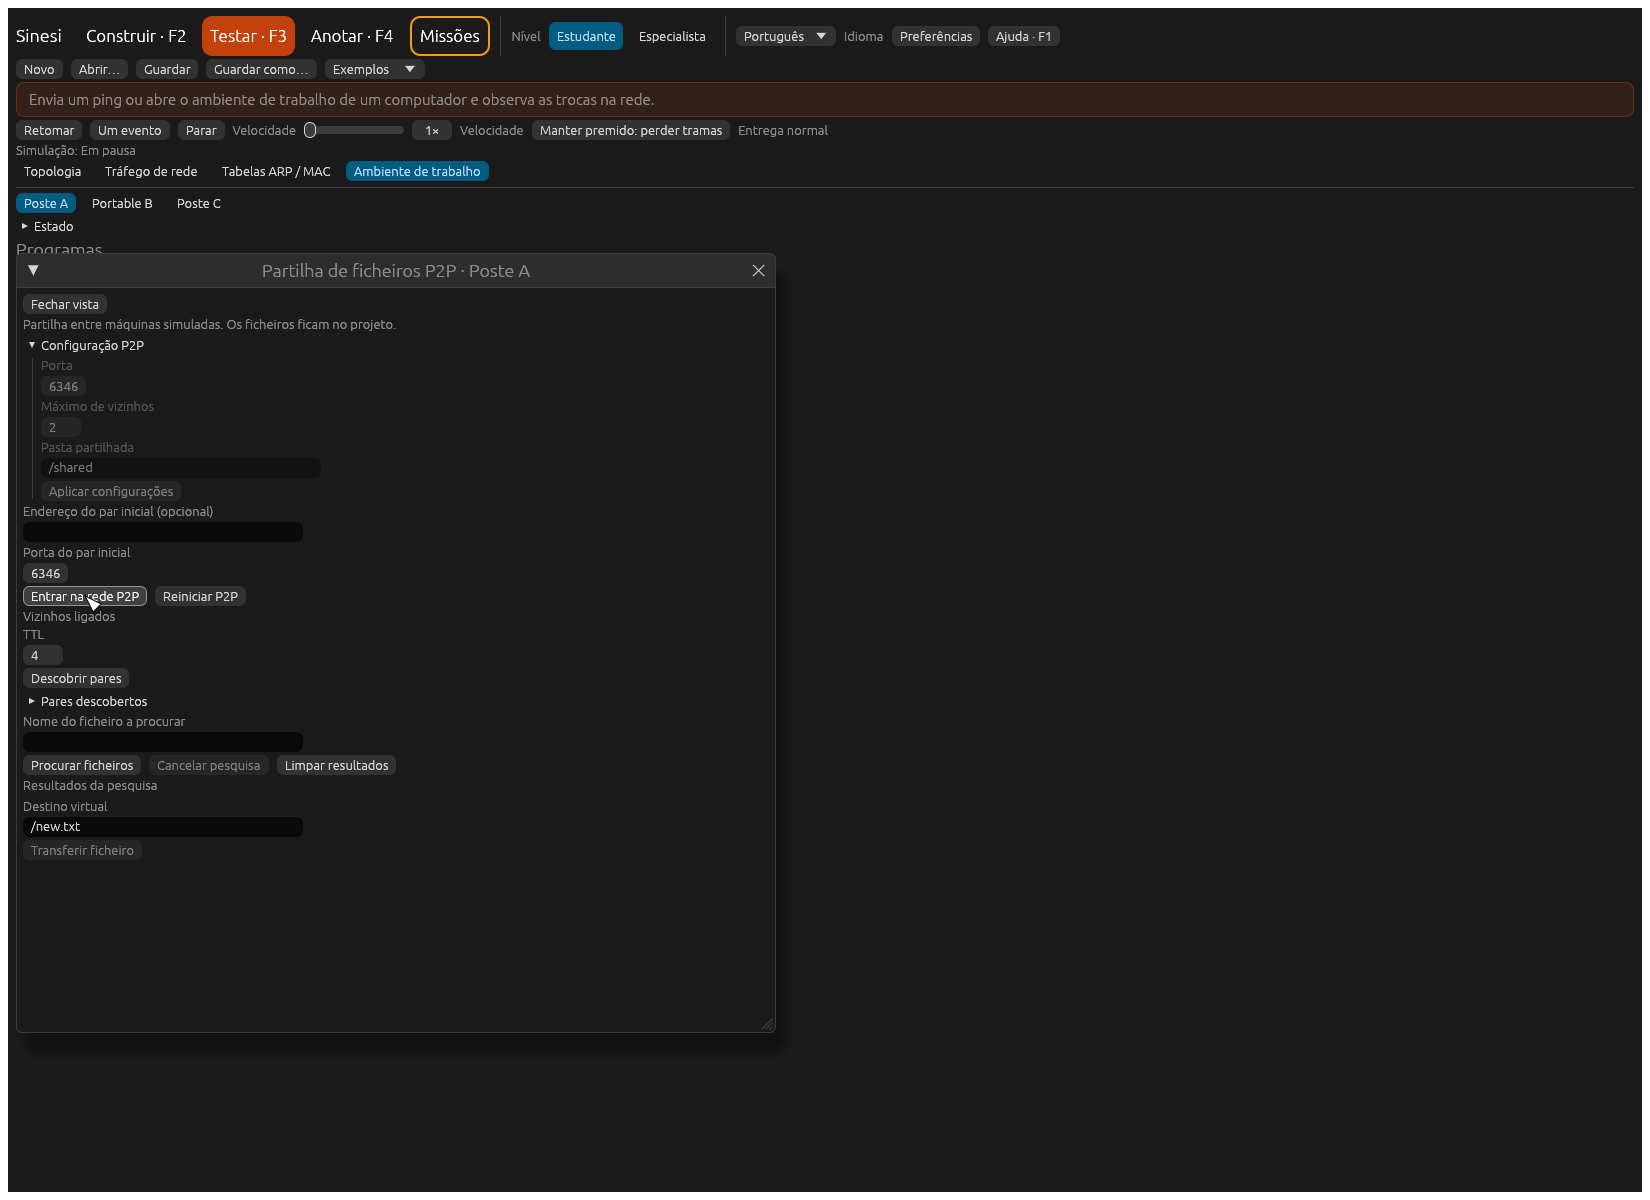 Sinesi Construir · F2 Testar · F3 Anotar · F4 Missões Nível Estudante Especialista Português Idioma Preferências Ajuda · F1
Novo Abrir... Guardar Guardar como... Exemplos
Envia um ping ou abre o ambiente de trabalho de um computador e observa as trocas na rede.
Retomar Um evento Parar Velocidade 1× Velocidade Manter premido: perder tramas Entrega normal
Simulação: Em pausa
Topologia Tráfego de rede Tabelas ARP / MAC Ambiente de trabalho
Poste A Portable B Poste C
Estado
Programas
Partilha de ficheiros P2P · Poste A
Fechar vista
Partilha entre máquinas simuladas. Os ficheiros ficam no projeto.
Configuração P2P
Porta
6346
Máximo de vizinhos
2
Pasta partilhada
/shared
Aplicar configurações
Endereço do par inicial (opcional)
Porta do par inicial
6346
Entrar na rede P2P Reiniciar P2P
Vizinhos ligados
TTL
4
Descobrir pares
Pares descobertos
Nome do ficheiro a procurar
Procurar ficheiros Cancelar pesquisa Limpar resultados
Resultados da pesquisa
Destino virtual
/new.txt
Transferir ficheiro